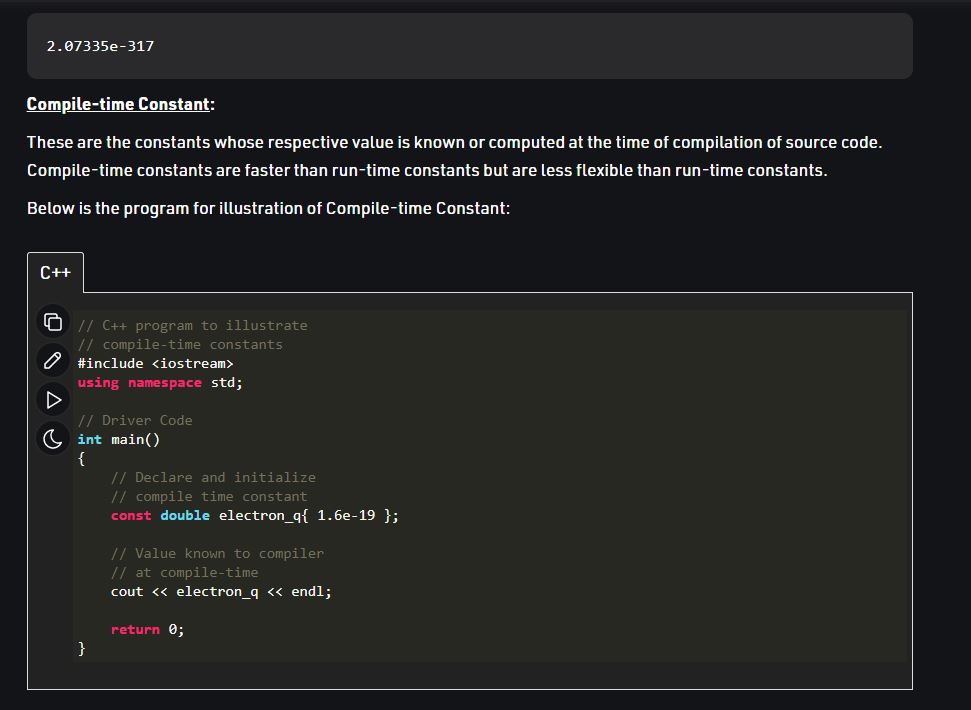 2.07335e-317
Compile-time Constant:
These are the constants whose respective value is known or computed at the time of compilation of source code.
Compile-time constants are faster than run-time constants but are less flexible than run-time constants.
Below is the program for illustration of Compile-time Constant:
C++
// C++ program to illustrate
// compile-time constants
#include <iostream>
using namespace std;
// Driver Code
int main()
{
    // Declare and initialize
    // compile time constant
    const double electron_q{ 1.6e-19 };
    // Value known to compiler
    // at compile-time
    cout << electron_q << endl;
    return 0;
}